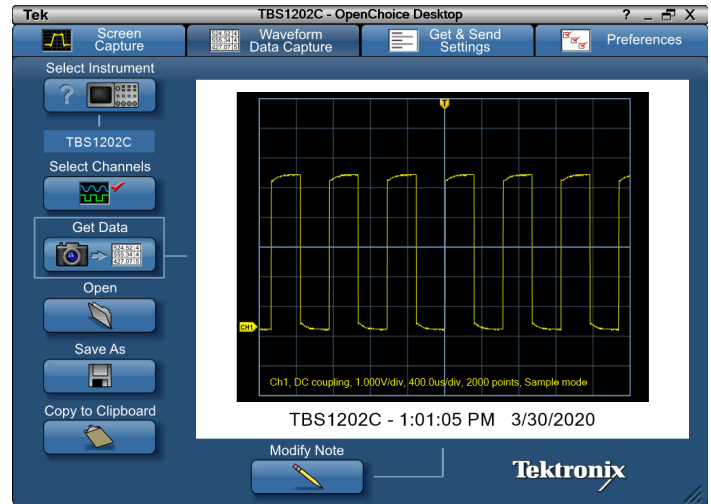 Tek
TBS1202C - OpenChoice Desktop
? _ X
Screen
Capture
Waveform
Data Capture
Get & Send
Settings
Preferences
Select Instrument
?
TBS1202C
Select Channels
Get Data
Open
Save As
Copy to Clipboard
T
CH1
Ch1, DC coupling, 1.000V/div, 400.0us/div, 2000 points, Sample mode
TBS1202C - 1:01:05 PM 3/30/2020
Modify Note
Tektronix